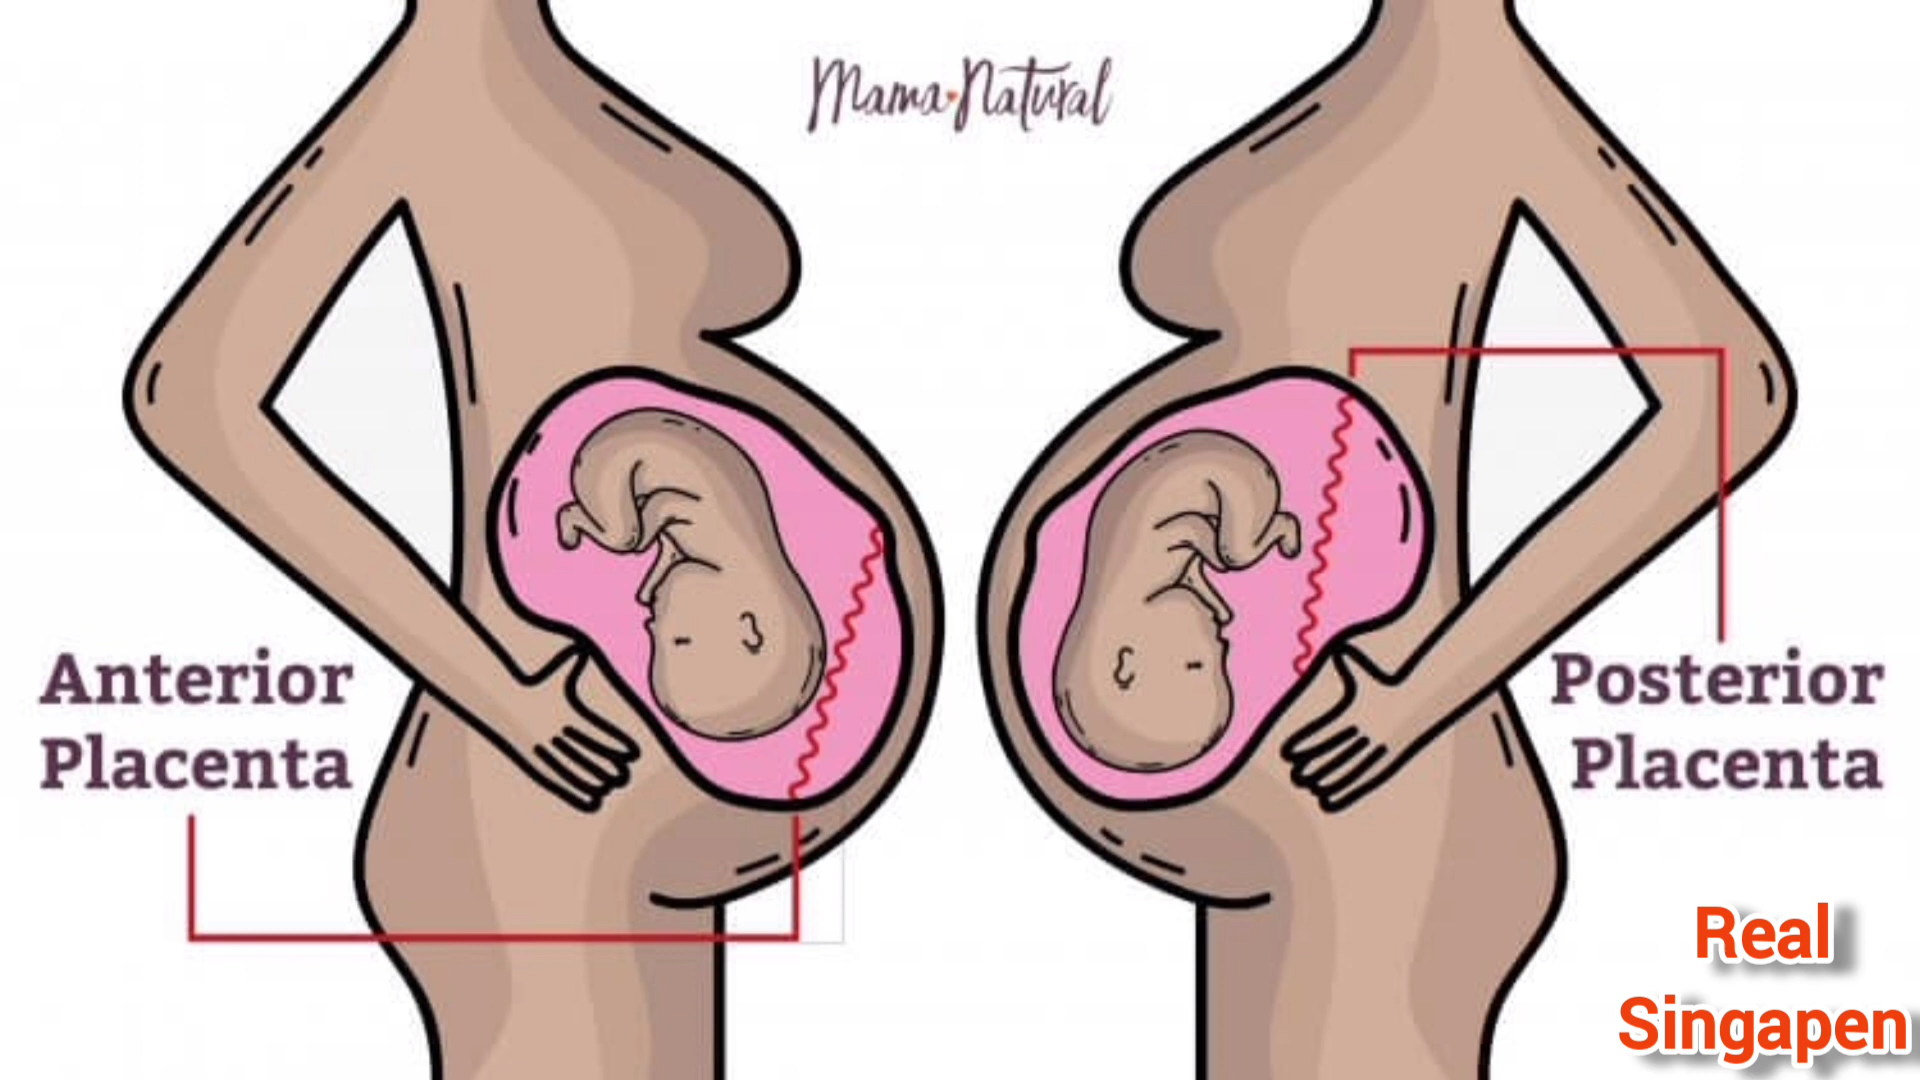 Mama Natural
Anterior
Placenta
Posterior
Placenta
Real
Singapen